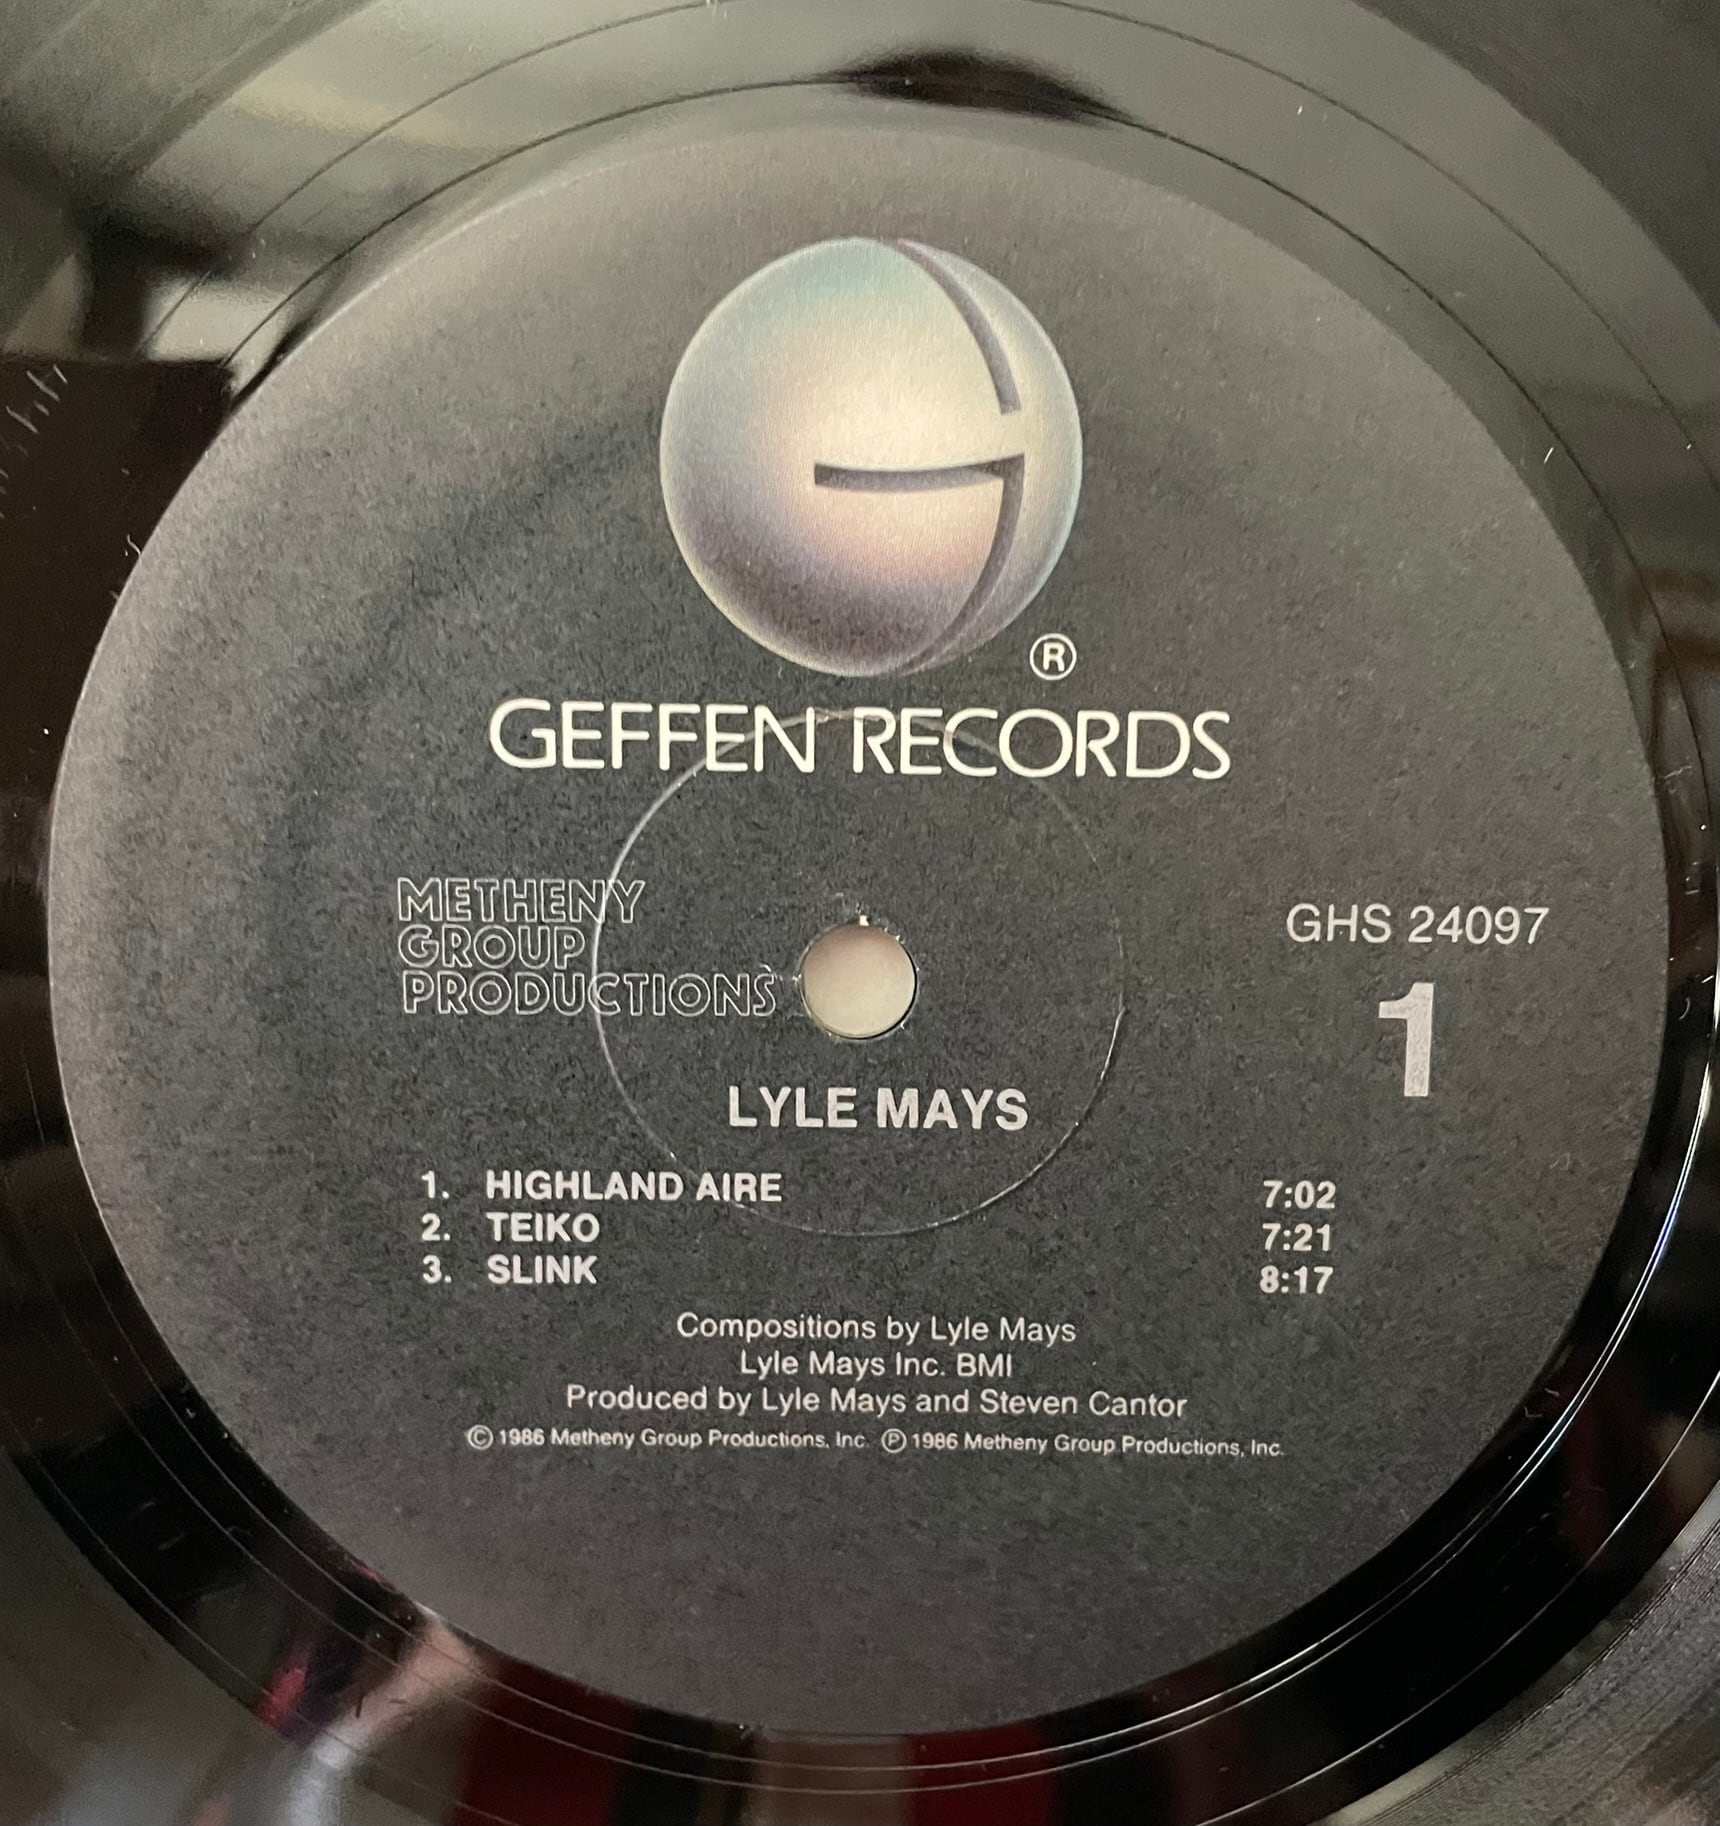 ®
GEFFEN RECORDS
METHENY
GROUP
PRODUCTIONS
GHS 24097
1
LYLE MAYS
1. HIGHLAND AIRE 7:02
2. TEIKO 7:21
3. SLINK 8:17
Compositions by Lyle Mays
Lyle Mays Inc. BMI
Produced by Lyle Mays and Steven Cantor
© 1986 Metheny Group Productions, Inc. ℗ 1986 Metheny Group Productions, Inc.